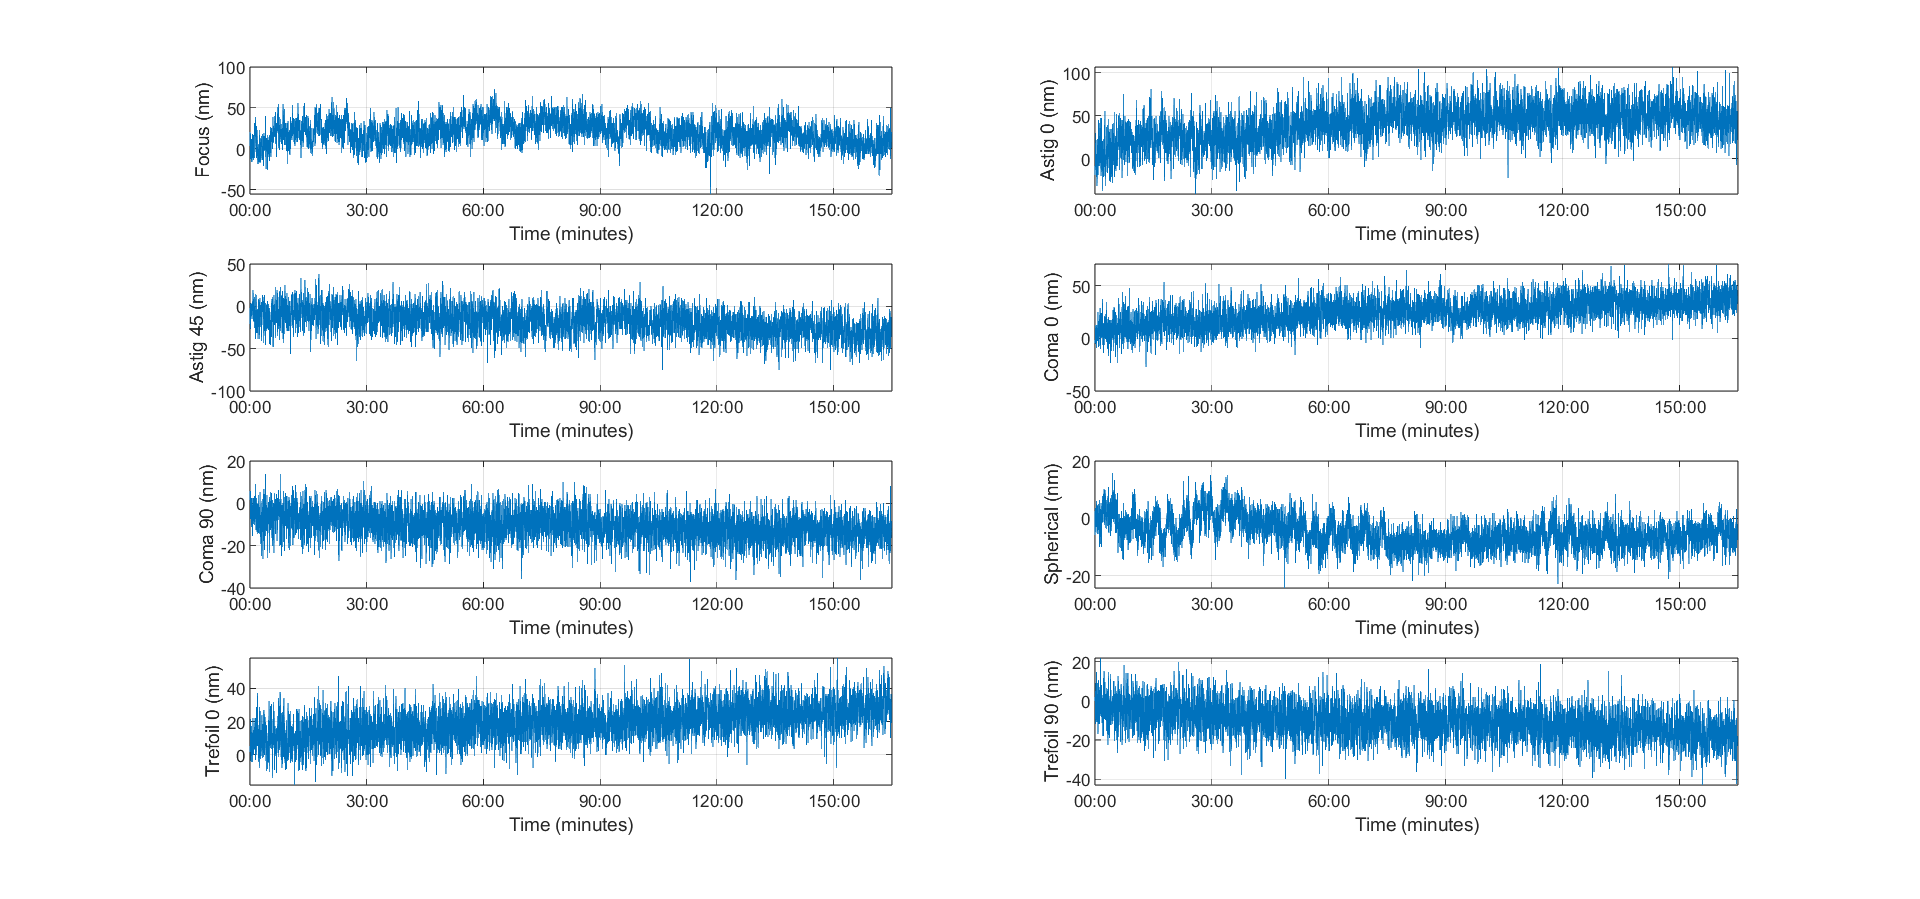 100
50
0
-50
Focus (nm)
00:00 30:00 60:00 90:00 120:00 150:00
Time (minutes)
100
50
0
Astig 0 (nm)
00:00 30:00 60:00 90:00 120:00 150:00
Time (minutes)
50
0
-50
-100
Astig 45 (nm)
00:00 30:00 60:00 90:00 120:00 150:00
Time (minutes)
50
0
-50
Coma 0 (nm)
00:00 30:00 60:00 90:00 120:00 150:00
Time (minutes)
20
0
-20
-40
Coma 90 (nm)
00:00 30:00 60:00 90:00 120:00 150:00
Time (minutes)
20
0
-20
Spherical (nm)
00:00 30:00 60:00 90:00 120:00 150:00
Time (minutes)
40
20
0
Trefoil 0 (nm)
00:00 30:00 60:00 90:00 120:00 150:00
Time (minutes)
20
0
-20
-40
Trefoil 90 (nm)
00:00 30:00 60:00 90:00 120:00 150:00
Time (minutes)